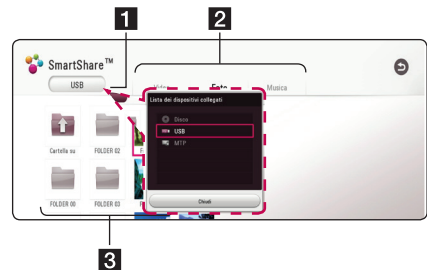 1
2
SmartShare™
USB
Foto
Musica
Lista dei dispositivi collegati
Disco
USB
MTP
Cartella su
FOLDER 02
FOLDER 00
FOLDER 03
Chiudi
3